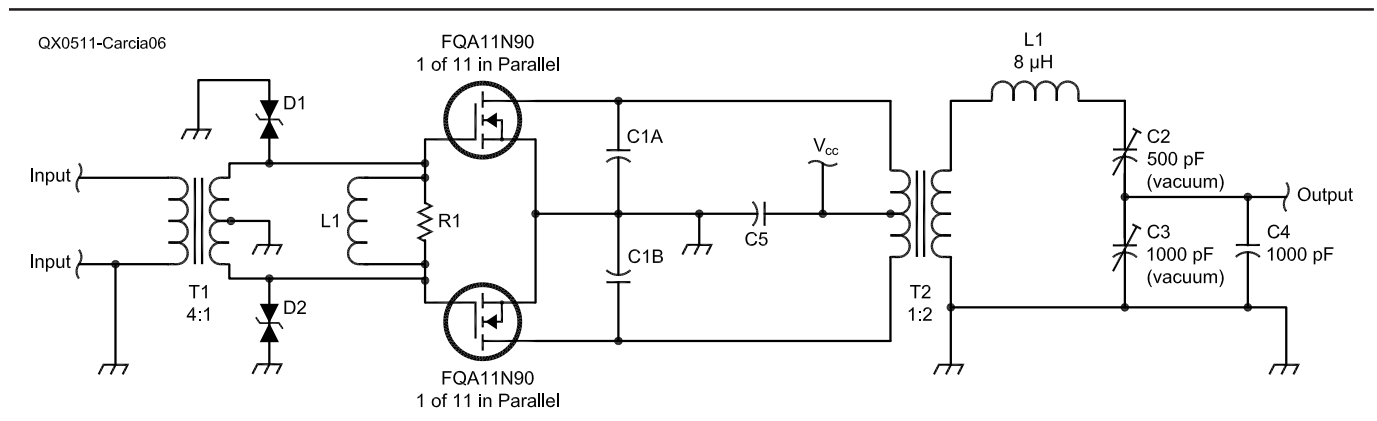 QX0511-Carcia06
FQA11N90
1 of 11 in Parallel
L1
8 µH
D1
C1A
Vcc
C2
500 pF
(vacuum)
Input
L1
R1
Output
C5
C3
1000 pF
(vacuum)
C4
1000 pF
Input
C1B
T1
4:1
D2
T2
1:2
FQA11N90
1 of 11 in Parallel